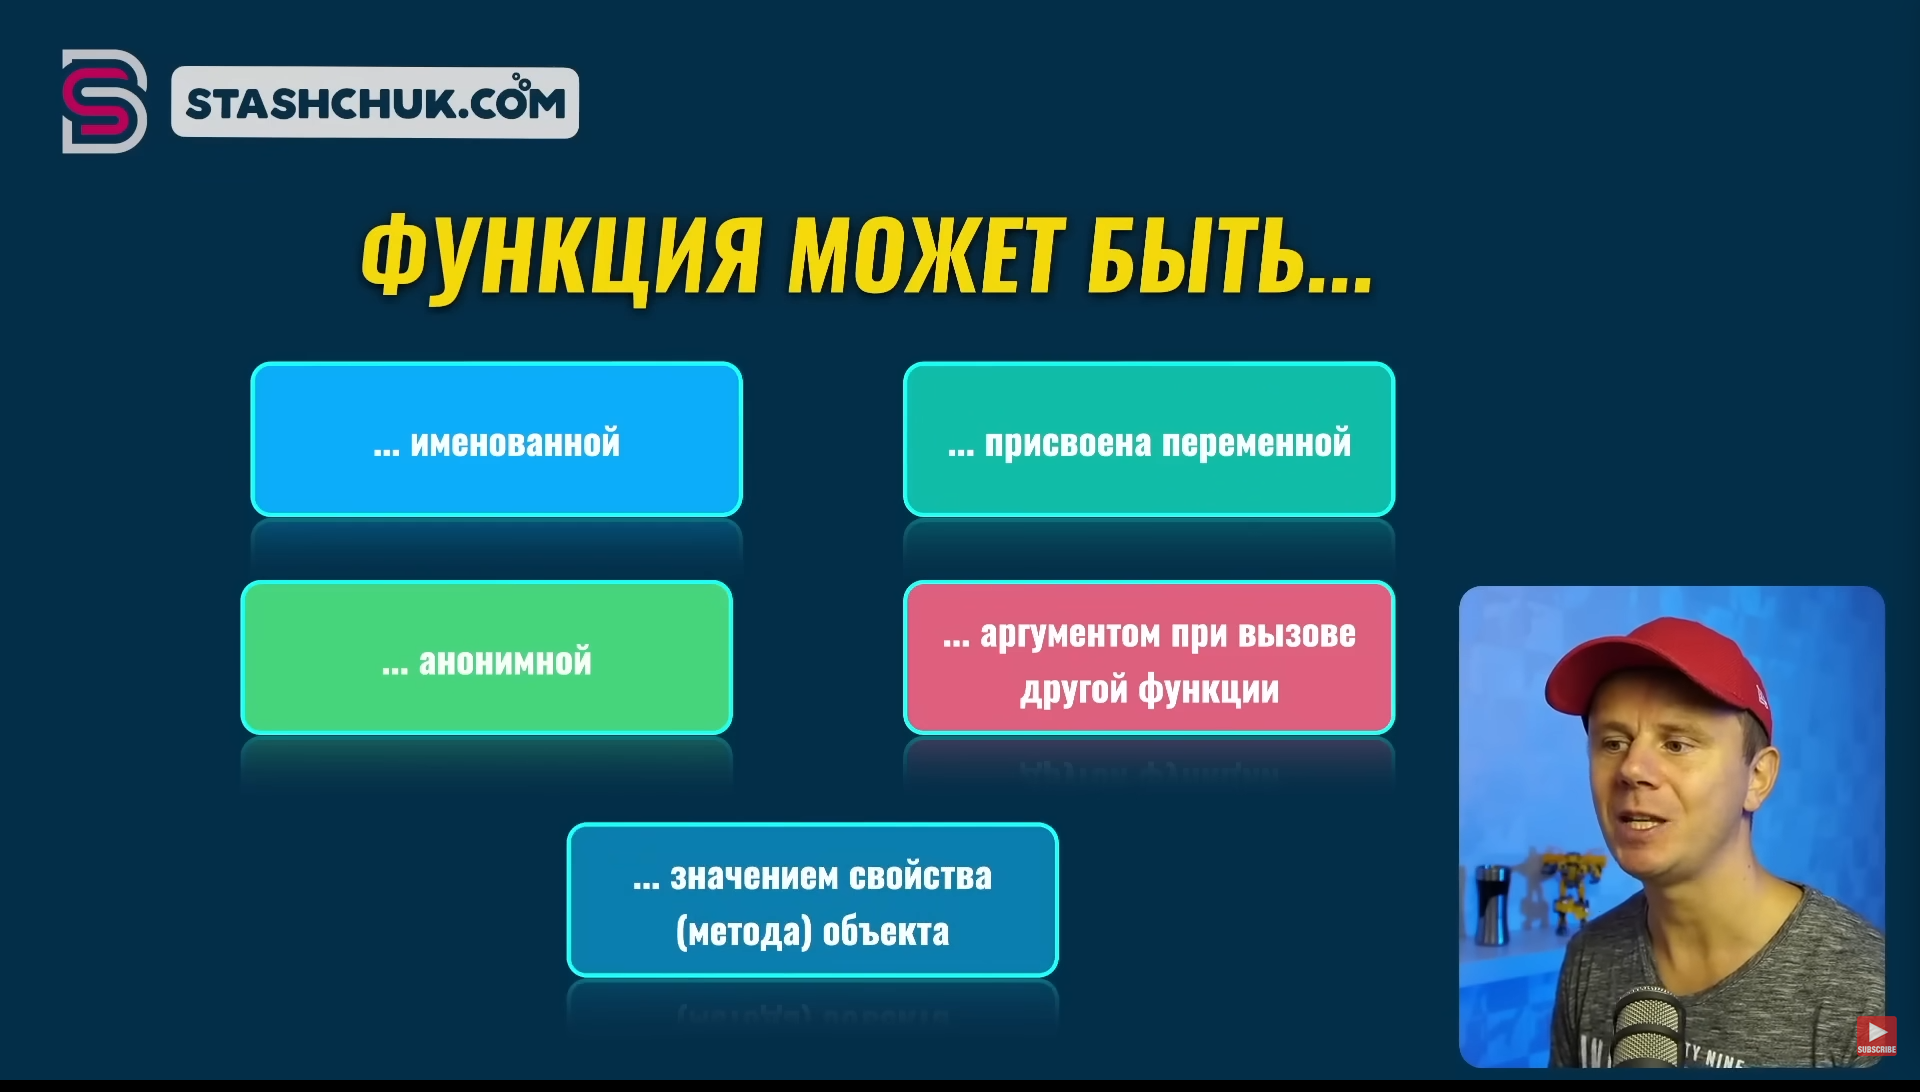 STASHCHUK.COM
ФУНКЦИЯ МОЖЕТ БЫТЬ...
... именованной
... присвоена переменной
... анонимной
... аргументом при вызове
другой функции
... значением свойства
(метода) объекта
SUBSCRIBE